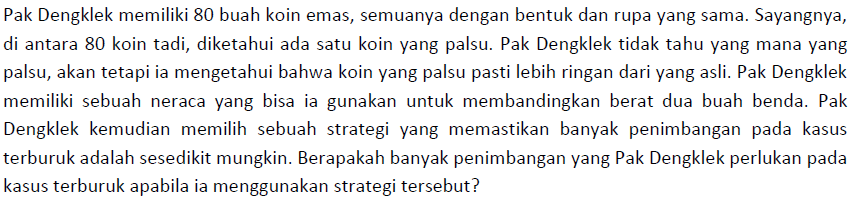 Pak Dengklek memiliki 80 buah koin emas, semuanya dengan bentuk dan rupa yang sama. Sayangnya,
di antara 80 koin tadi, diketahui ada satu koin yang palsu. Pak Dengklek tidak tahu yang mana yang
palsu, akan tetapi ia mengetahui bahwa koin yang palsu pasti lebih ringan dari yang asli. Pak Dengklek
memiliki sebuah neraca yang bisa ia gunakan untuk membandingkan berat dua buah benda. Pak
Dengklek kemudian memilih sebuah strategi yang memastikan banyak penimbangan pada kasus
terburuk adalah sesedikit mungkin. Berapakah banyak penimbangan yang Pak Dengklek perlukan pada
kasus terburuk apabila ia menggunakan strategi tersebut?